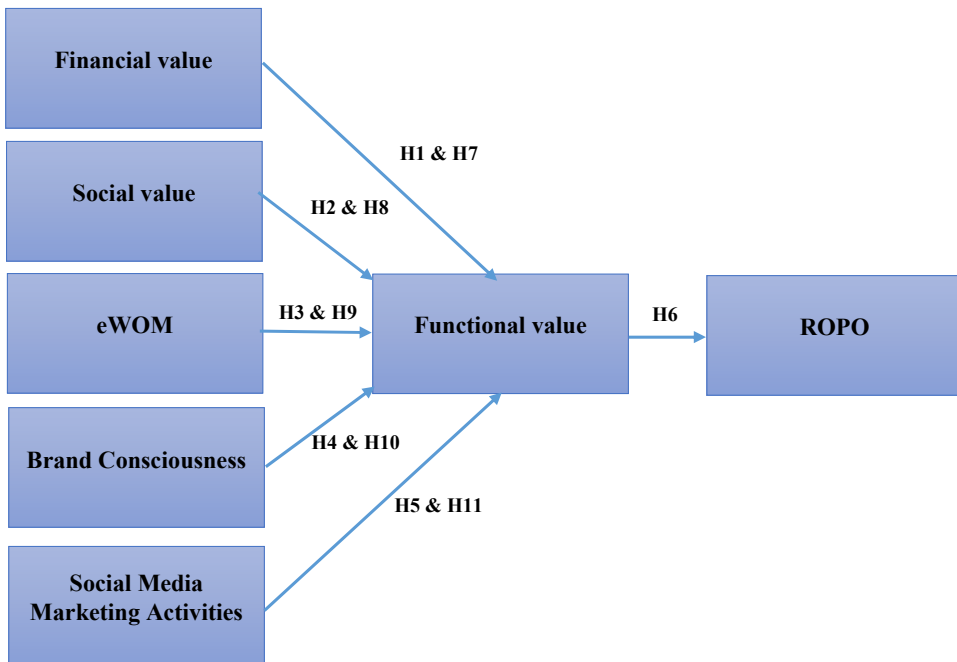 Financial value
H1 & H7
Social value
H2 & H8
eWOM
H3 & H9
Functional value
H6
ROPO
Brand Consciousness
H4 & H10
H5 & H11
Social Media
Marketing Activities